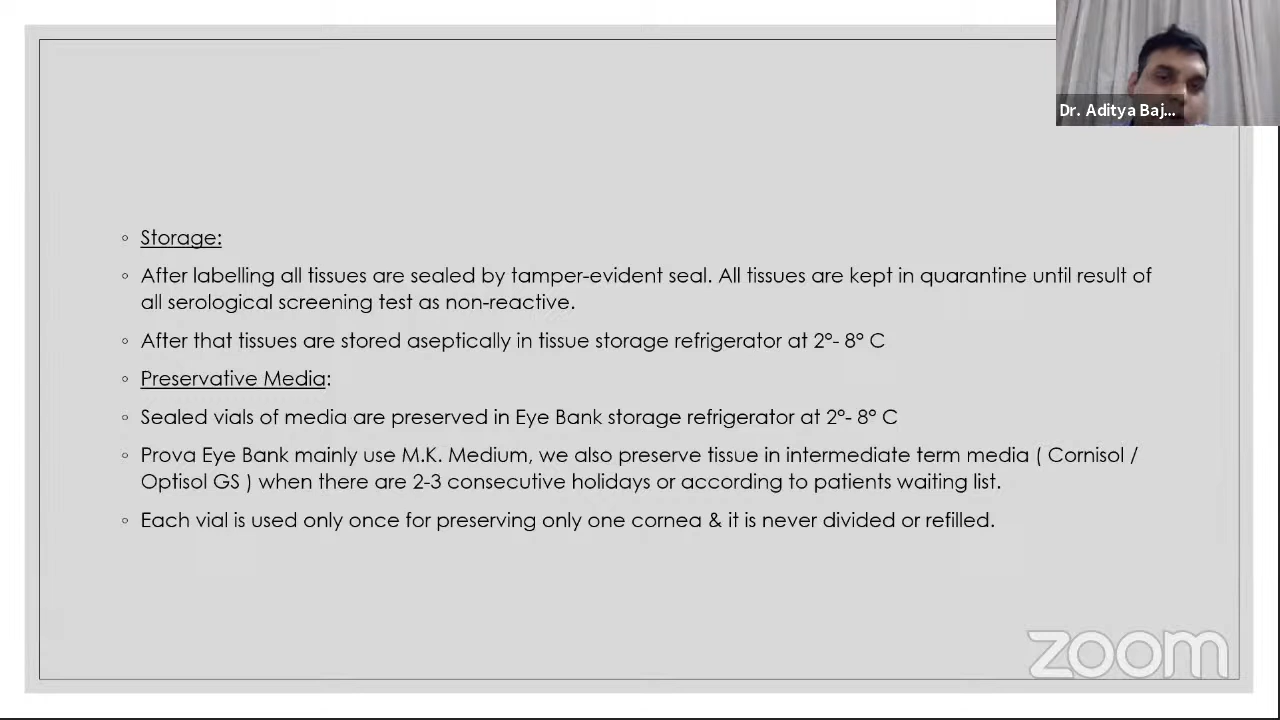 Dr. Aditya Baj...
◦ Storage:
◦ After labelling all tissues are sealed by tamper-evident seal. All tissues are kept in quarantine until result of
all serological screening test as non-reactive.
◦ After that tissues are stored aseptically in tissue storage refrigerator at 2°- 8° C
◦ Preservative Media:
◦ Sealed vials of media are preserved in Eye Bank storage refrigerator at 2°- 8° C
◦ Prova Eye Bank mainly use M.K. Medium, we also preserve tissue in intermediate term media ( Cornisol /
Optisol GS ) when there are 2-3 consecutive holidays or according to patients waiting list.
◦ Each vial is used only once for preserving only one cornea & it is never divided or refilled.
zoom